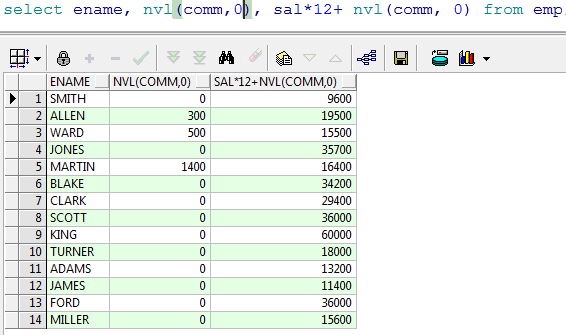 select ename, nvl(comm,0), sal*12+ nvl(comm, 0) from emp
ENAME NVL(COMM,0) SAL*12+NVL(COMM,0)
1 SMITH 0 9600
2 ALLEN 300 19500
3 WARD 500 15500
4 JONES 0 35700
5 MARTIN 1400 16400
6 BLAKE 0 34200
7 CLARK 0 29400
8 SCOTT 0 36000
9 KING 0 60000
10 TURNER 0 18000
11 ADAMS 0 13200
12 JAMES 0 11400
13 FORD 0 36000
14 MILLER 0 15600